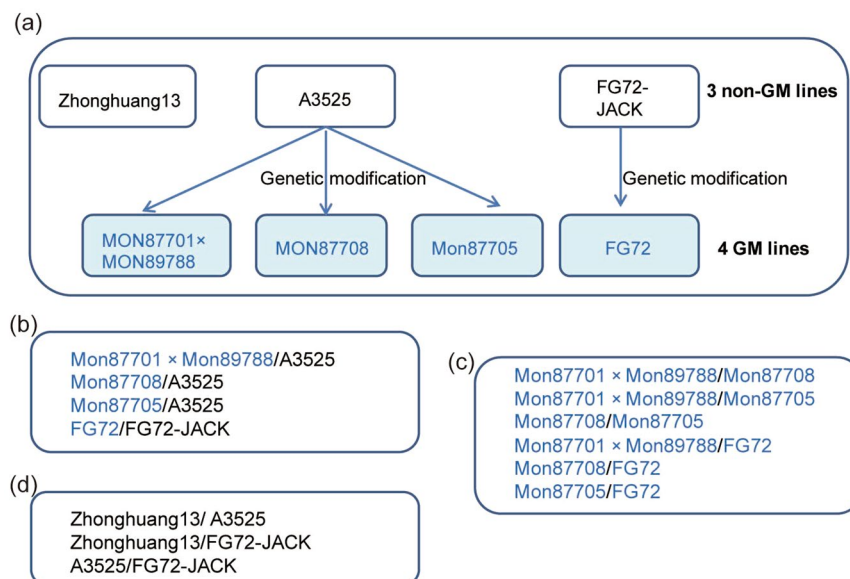 (a)
Zhonghuang13
A3525
FG72-
JACK
3 non-GM lines
Genetic modification
Genetic modification
MON87701×
MON89788
MON87708
Mon87705
FG72
4 GM lines
(b)
Mon87701 × Mon89788/A3525
Mon87708/A3525
Mon87705/A3525
FG72/FG72-JACK
(c)
Mon87701 × Mon89788/Mon87708
Mon87701 × Mon89788/Mon87705
Mon87708/Mon87705
Mon87701 × Mon89788/FG72
Mon87708/FG72
Mon87705/FG72
(d)
Zhonghuang13/ A3525
Zhonghuang13/FG72-JACK
A3525/FG72-JACK